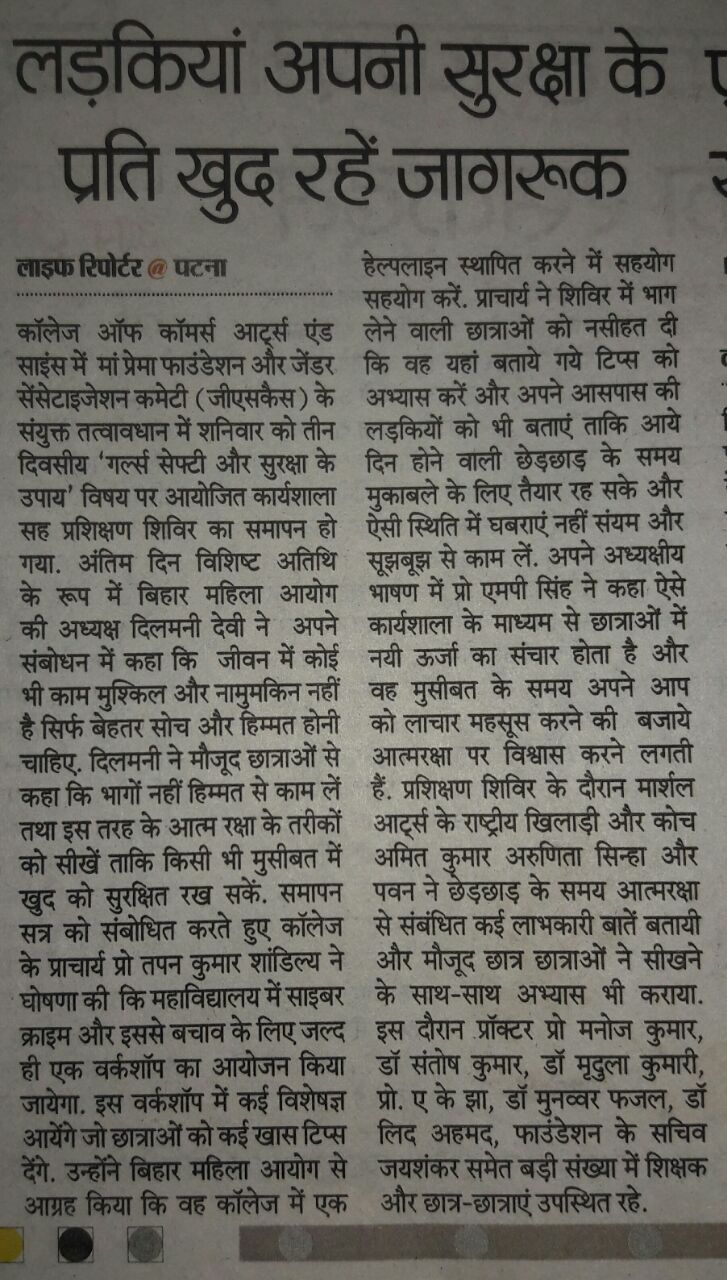 लड़कियां अपनी सुरक्षा के
प्रति खुद रहें जागरूक
लाइफ रिपोर्टर @ पटना
कॉलेज ऑफ कॉमर्स आर्ट्स एंड
साइंस में मां प्रेमा फाउंडेशन और जेंडर
सेंसेटाइजेशन कमेटी (जीएसकैस) के
संयुक्त तत्वावधान में शनिवार को तीन
दिवसीय ‘गर्ल्स सेफ्टी और सुरक्षा के
उपाय’ विषय पर आयोजित कार्यशाला
सह प्रशिक्षण शिविर का समापन हो
गया. अंतिम दिन विशिष्ट अतिथि
के रूप में बिहार महिला आयोग
की अध्यक्ष दिलमनी देवी ने अपने
संबोधन में कहा कि जीवन में कोई
भी काम मुश्किल और नामुमकिन नहीं
है सिर्फ बेहतर सोच और हिम्मत होनी
चाहिए. दिलमनी ने मौजूद छात्राओं से
कहा कि भागों नहीं हिम्मत से काम लें
तथा इस तरह के आत्म रक्षा के तरीकों
को सीखें ताकि किसी भी मुसीबत में
खुद को सुरक्षित रख सकें. समापन
सत्र को संबोधित करते हुए कॉलेज
के प्राचार्य प्रो तपन कुमार शांडिल्य ने
घोषणा की कि महाविद्यालय में साइबर
क्राइम और इससे बचाव के लिए जल्द
ही एक वर्कशॉप का आयोजन किया
जायेगा. इस वर्कशॉप में कई विशेषज्ञ
आयेंगे जो छात्राओं को कई खास टिप्स
देंगे. उन्होंने बिहार महिला आयोग से
आग्रह किया कि वह कॉलेज में एक
हेल्पलाइन स्थापित करने में सहयोग
सहयोग करें. प्राचार्य ने शिविर में भाग
लेने वाली छात्राओं को नसीहत दी
कि वह यहां बताये गये टिप्स को
अभ्यास करें और अपने आसपास की
लड़कियों को भी बताएं ताकि आये
दिन होने वाली छेड़छाड़ के समय
मुकाबले के लिए तैयार रह सके और
ऐसी स्थिति में घबराएं नहीं संयम और
सूझबूझ से काम लें. अपने अध्यक्षीय
भाषण में प्रो एमपी सिंह ने कहा ऐसे
कार्यशाला के माध्यम से छात्राओं में
नयी ऊर्जा का संचार होता है और
वह मुसीबत के समय अपने आप
को लाचार महसूस करने की बजाये
आत्मरक्षा पर विश्वास करने लगती
हैं. प्रशिक्षण शिविर के दौरान मार्शल
आर्ट्स के राष्ट्रीय खिलाड़ी और कोच
अमित कुमार अरुणिता सिन्हा और
पवन ने छेड़छाड़ के समय आत्मरक्षा
से संबंधित कई लाभकारी बातें बतायी
और मौजूद छात्र छात्राओं ने सीखने
के साथ-साथ अभ्यास भी कराया.
इस दौरान प्रॉक्टर प्रो मनोज कुमार,
डॉ संतोष कुमार, डॉ मृदुला कुमारी,
प्रो. ए के झा, डॉ मुनव्वर फजल, डॉ
लिद अहमद, फाउंडेशन के सचिव
जयशंकर समेत बड़ी संख्या में शिक्षक
और छात्र-छात्राएं उपस्थित रहे.